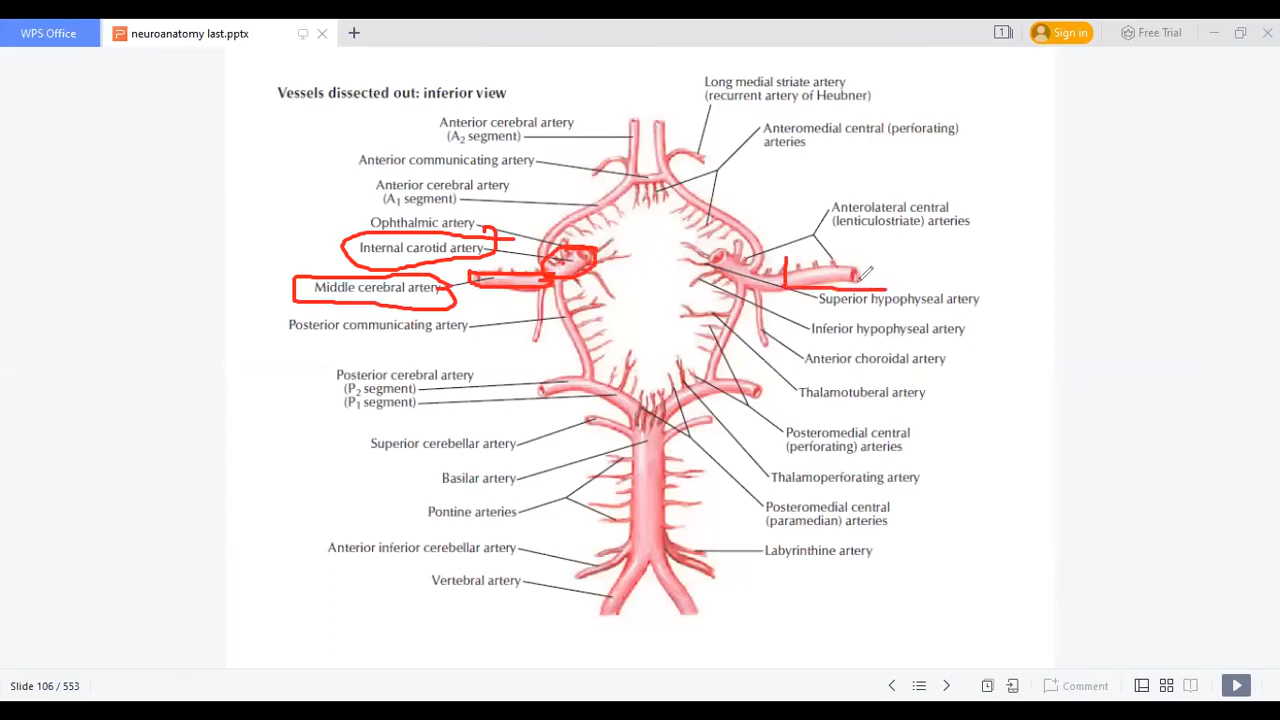 WPS Office
neuroanatomy last.pptx
1
Sign in
Free Trial
Vessels dissected out: inferior view
Anterior cerebral artery
(A2 segment)
Anterior communicating artery
Anterior cerebral artery
(A1 segment)
Ophthalmic artery
Internal carotid artery
Middle cerebral artery
Posterior communicating artery
Posterior cerebral artery
(P2 segment)
(P1 segment)
Superior cerebellar artery
Basilar artery
Pontine arteries
Anterior inferior cerebellar artery
Vertebral artery
Long medial striate artery
(recurrent artery of Heubner)
Anteromedial central (perforating)
arteries
Anterolateral central
(lenticulostriate) arteries
Superior hypophyseal artery
Inferior hypophyseal artery
Anterior choroidal artery
Thalamotuberal artery
Posteromedial central
(perforating) arteries
Thalamoperforating artery
Posteromedial central
(paramedian) arteries
Labyrinthine artery
Slide 106 / 553
Comment